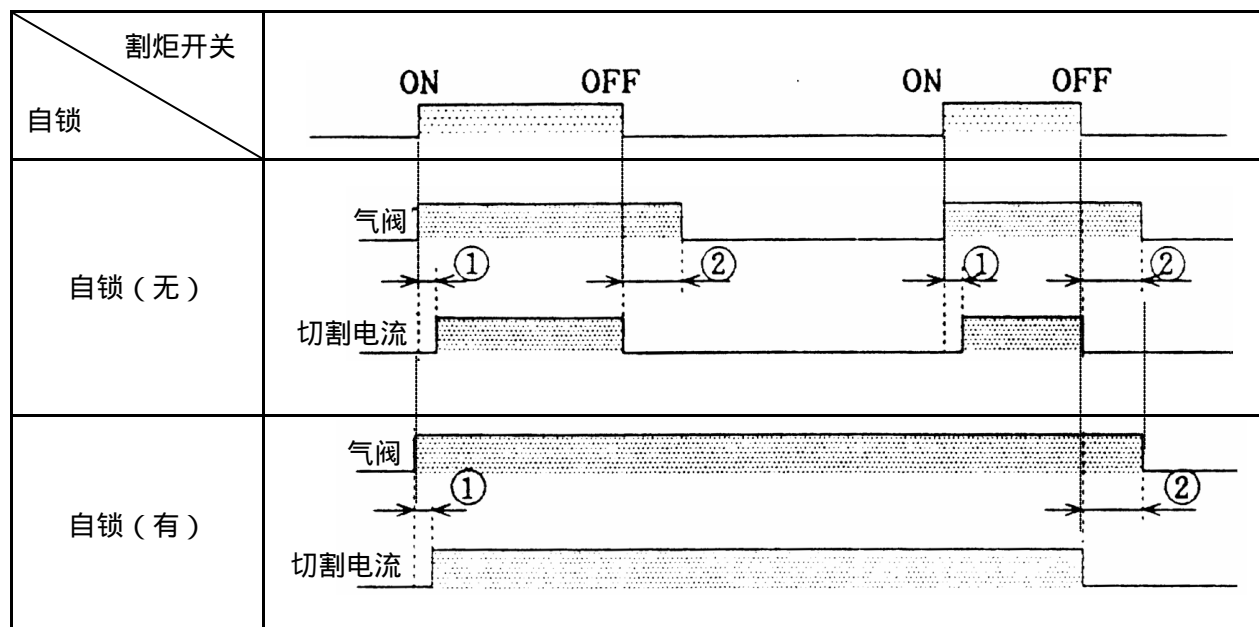 割炬开关
自锁
ON OFF ON OFF
自锁（无）
气阀
① ② ① ②
切割电流
自锁（有）
气阀
① ②
切割电流